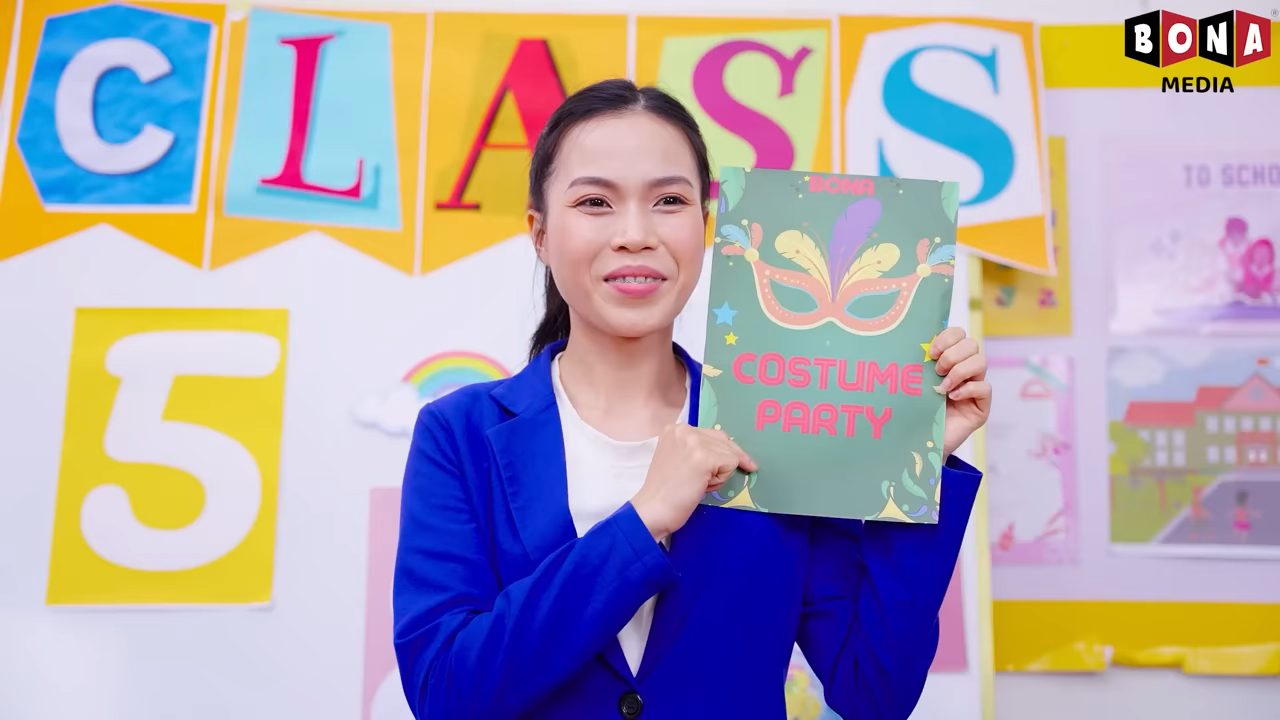 CLASS
BONA
MEDIA
5
TO SCHO
BONA
COSTUME
PARTY